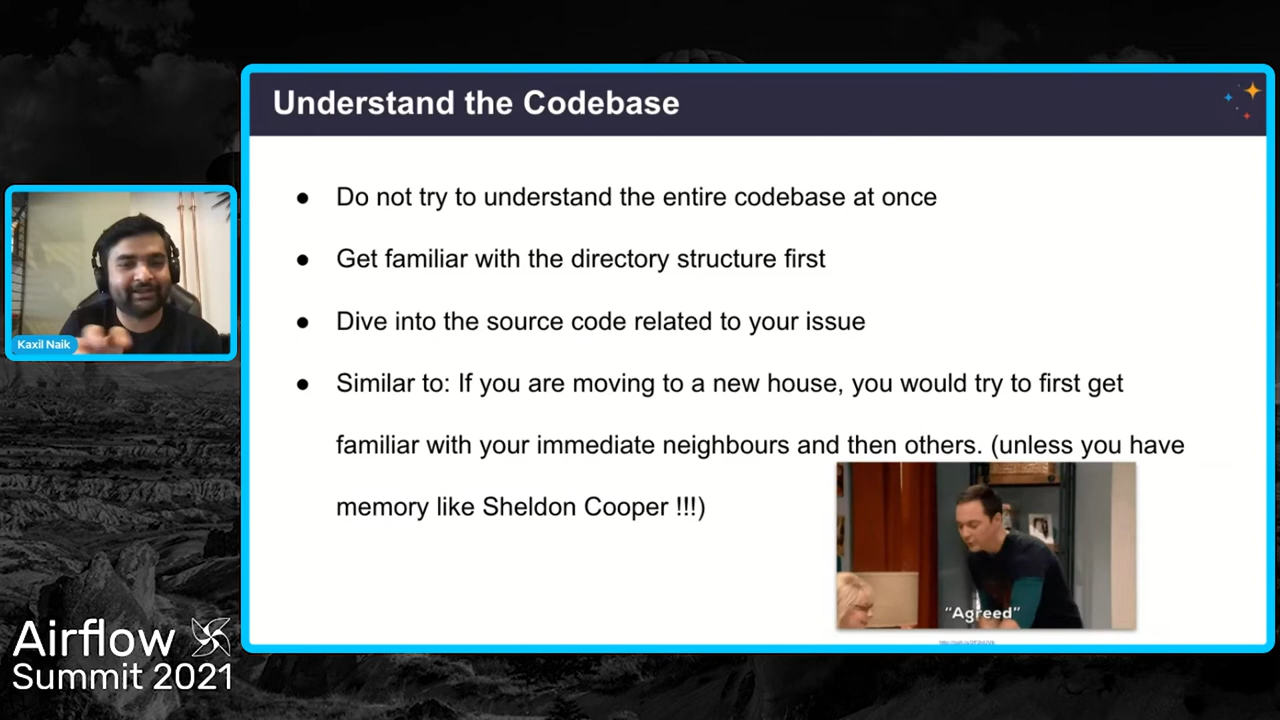 Understand the Codebase
● Do not try to understand the entire codebase at once
● Get familiar with the directory structure first
● Dive into the source code related to your issue
● Similar to: If you are moving to a new house, you would try to first get
familiar with your immediate neighbours and then others. (unless you have
memory like Sheldon Cooper !!!)
"Agreed"
Kaxil Naik
Airflow
Summit 2021